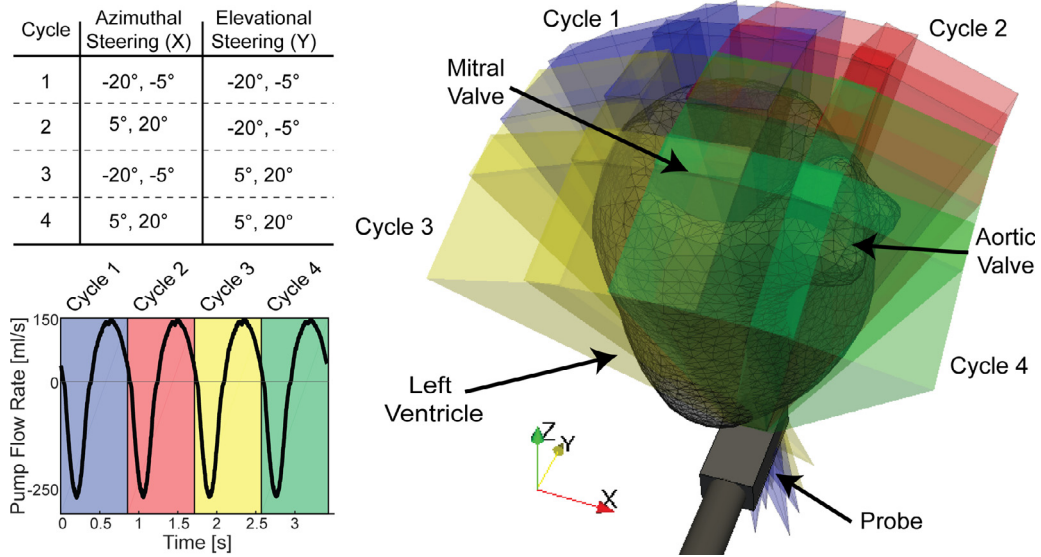 Cycle Azimuthal Steering (X) Elevational Steering (Y)
1 -20°, -5° -20°, -5°
2 5°, 20° -20°, -5°
3 -20°, -5° 5°, 20°
4 5°, 20° 5°, 20°
Cycle 1 Cycle 2 Cycle 3 Cycle 4
Pump Flow Rate [ml/s]
150
0
-250
0 0.5 1 1.5 2 2.5 3
Time [s]
Cycle 1
Cycle 2
Mitral
Valve
Cycle 3
Aortic
Valve
Cycle 4
Left
Ventricle
Z
Y
X
Probe